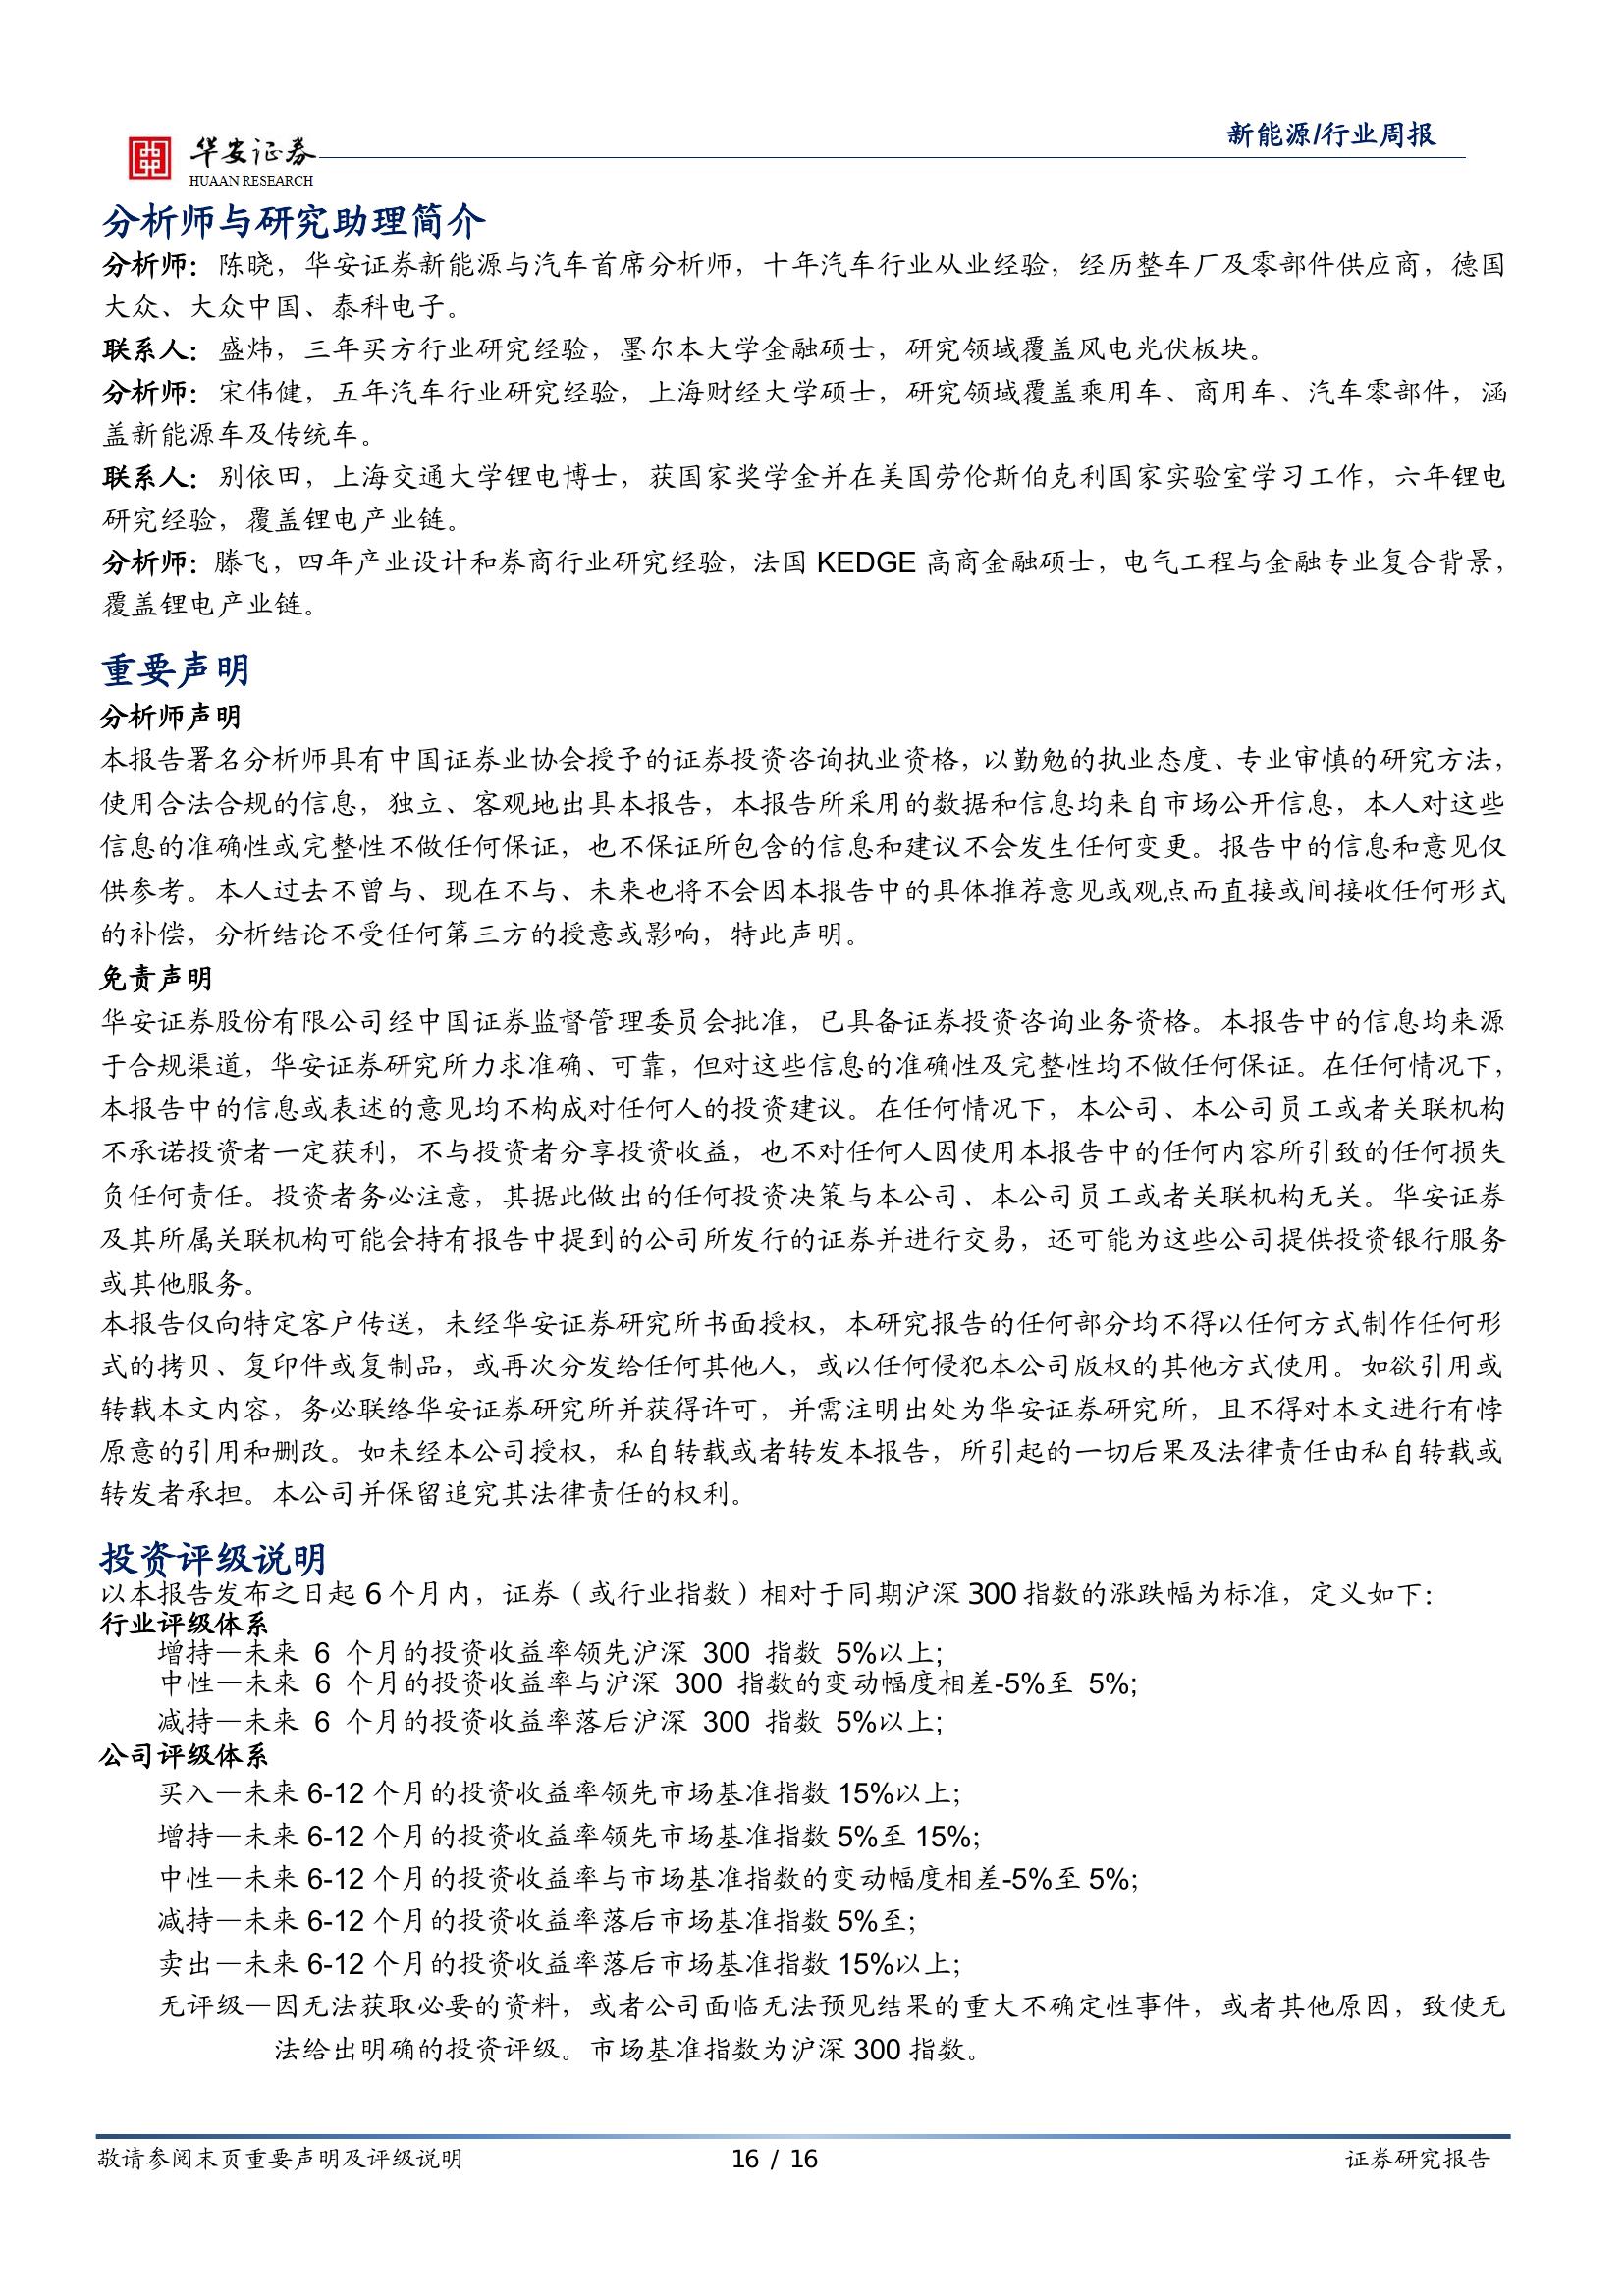 华安证券
HUAAN RESEARCH
新能源/行业周报
分析师与研究助理简介
分析师：陈晓，华安证券新能源与汽车首席分析师，十年汽车行业从业经验，经历整车厂及零部件供应商，德国
大众、大众中国、泰科电子。
联系人：盛炜，三年买方行业研究经验，墨尔本大学金融硕士，研究领域覆盖风电光伏板块。
分析师：宋伟健，五年汽车行业研究经验，上海财经大学硕士，研究领域覆盖乘用车、商用车、汽车零部件，涵
盖新能源车及传统车。
联系人：别依田，上海交通大学锂电博士，获国家奖学金并在美国劳伦斯伯克利国家实验室学习工作，六年锂电
研究经验，覆盖锂电产业链。
分析师：滕飞，四年产业设计和券商行业研究经验，法国 KEDGE 高商金融硕士，电气工程与金融专业复合背景，
覆盖锂电产业链。
重要声明
分析师声明
本报告署名分析师具有中国证券业协会授予的证券投资咨询执业资格，以勤勉的执业态度、专业审慎的研究方法，
使用合法合规的信息，独立、客观地出具本报告，本报告所采用的数据和信息均来自市场公开信息，本人对这些
信息的准确性或完整性不做任何保证，也不保证所包含的信息和建议不会发生任何变更。报告中的信息和意见仅
供参考。本人过去不曾与、现在不与、未来也将不会因本报告中的具体推荐意见或观点而直接或间接收任何形式
的补偿，分析结论不受任何第三方的授意或影响，特此声明。
免责声明
华安证券股份有限公司经中国证券监督管理委员会批准，已具备证券投资咨询业务资格。本报告中的信息均来源
于合规渠道，华安证券研究所力求准确、可靠，但对这些信息的准确性及完整性均不做任何保证。在任何情况下，
本报告中的信息或表述的意见均不构成对任何人的投资建议。在任何情况下，本公司、本公司员工或者关联机构
不承诺投资者一定获利，不与投资者分享投资收益，也不对任何人因使用本报告中的任何内容所引致的任何损失
负任何责任。投资者务必注意，其据此做出的任何投资决策与本公司、本公司员工或者关联机构无关。华安证券
及其所属关联机构可能会持有报告中提到的公司所发行的证券并进行交易，还可能为这些公司提供投资银行服务
或其他服务。
本报告仅向特定客户传送，未经华安证券研究所书面授权，本研究报告的任何部分均不得以任何方式制作任何形
式的拷贝、复印件或复制品，或再次分发给任何其他人，或以任何侵犯本公司版权的其他方式使用。如欲引用或
转载本文内容，务必联络华安证券研究所并获得许可，并需注明出处为华安证券研究所，且不得对本文进行有悖
原意的引用和删改。如未经本公司授权，私自转载或者转发本报告，所引起的一切后果及法律责任由私自转载或
转发者承担。本公司并保留追究其法律责任的权利。
投资评级说明
以本报告发布之日起 6 个月内，证券（或行业指数）相对于同期沪深 300 指数的涨跌幅为标准，定义如下：
行业评级体系
增持—未来 6 个月的投资收益率领先沪深 300 指数 5%以上;
中性—未来 6 个月的投资收益率与沪深 300 指数的变动幅度相差-5%至 5%;
减持—未来 6 个月的投资收益率落后沪深 300 指数 5%以上;
公司评级体系
买入—未来 6-12 个月的投资收益率领先市场基准指数 15%以上;
增持—未来 6-12 个月的投资收益率领先市场基准指数 5%至 15%;
中性—未来 6-12 个月的投资收益率与市场基准指数的变动幅度相差-5%至 5%;
减持—未来 6-12 个月的投资收益率落后市场基准指数 5%至;
卖出—未来 6-12 个月的投资收益率落后市场基准指数 15%以上;
无评级—因无法获取必要的资料，或者公司面临无法预见结果的重大不确定性事件，或者其他原因，致使无
法给出明确的投资评级。市场基准指数为沪深 300 指数。
敬请参阅末页重要声明及评级说明
16 / 16
证券研究报告